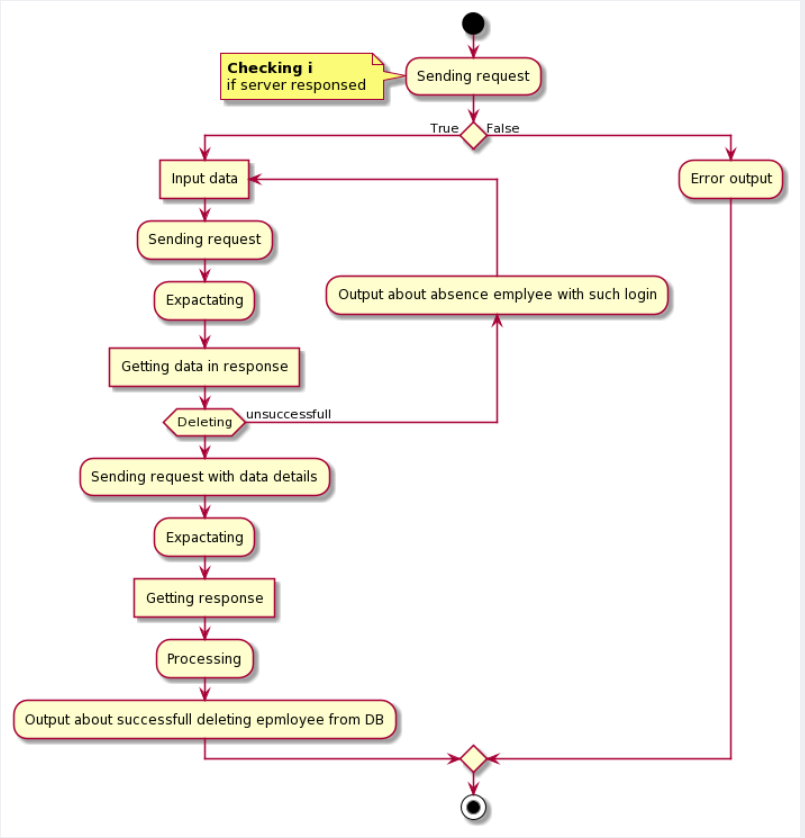 Checking i
if server responsed
Sending request
True
False
Input data
Error output
Sending request
Expactating
Output about absence emplyee with such login
Getting data in response
Deleting
unsuccessfull
Sending request with data details
Expactating
Getting response
Processing
Output about successfull deleting epmloyee from DB